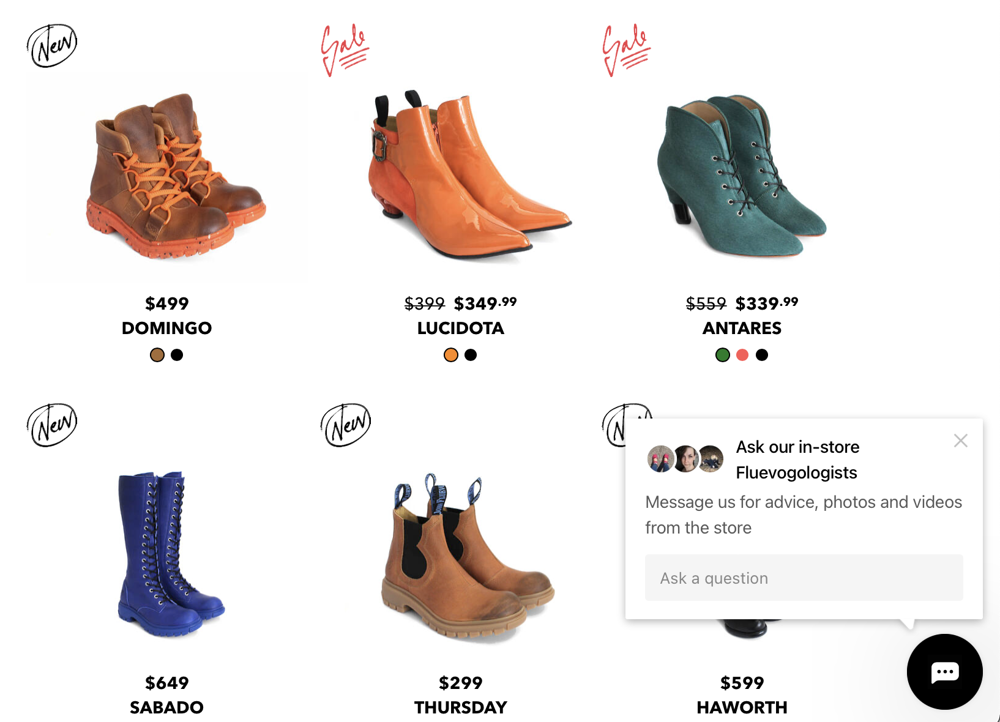 New
Sale
Sale
$499
DOMINGO
$399 $349.99
LUCIDOTA
$559 $339.99
ANTARES
New
New
Ask our in-store
Fluevogologists
Message us for advice, photos and videos
from the store
Ask a question
$649
SABADO
$299
THURSDAY
$599
HAWORTH